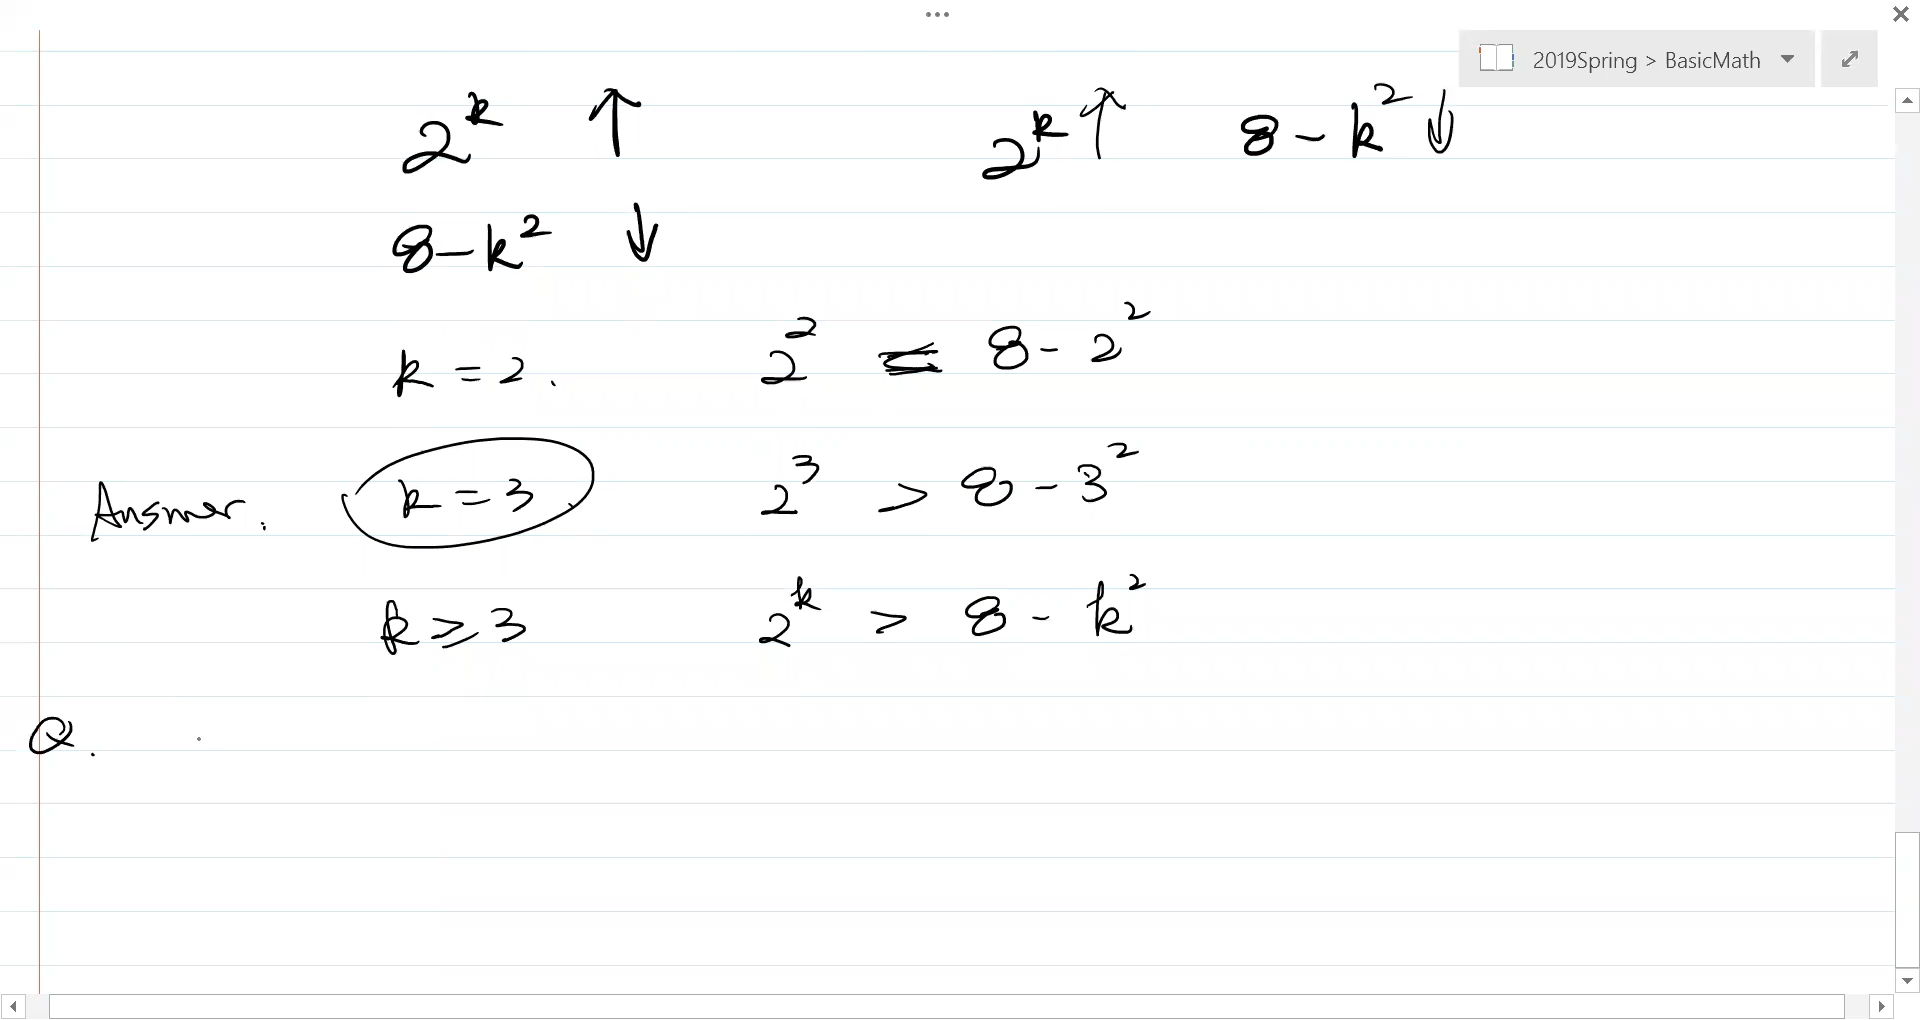 2019Spring > BasicMath
2^k ↑ 2^k ↑ 8 - k^2 ↓
8 - k^2 ↓
k = 2. 2^2 = 8 - 2^2
Answer. k = 3 2^3 > 8 - 3^2
k ≥ 3 2^k > 8 - k^2
Q.